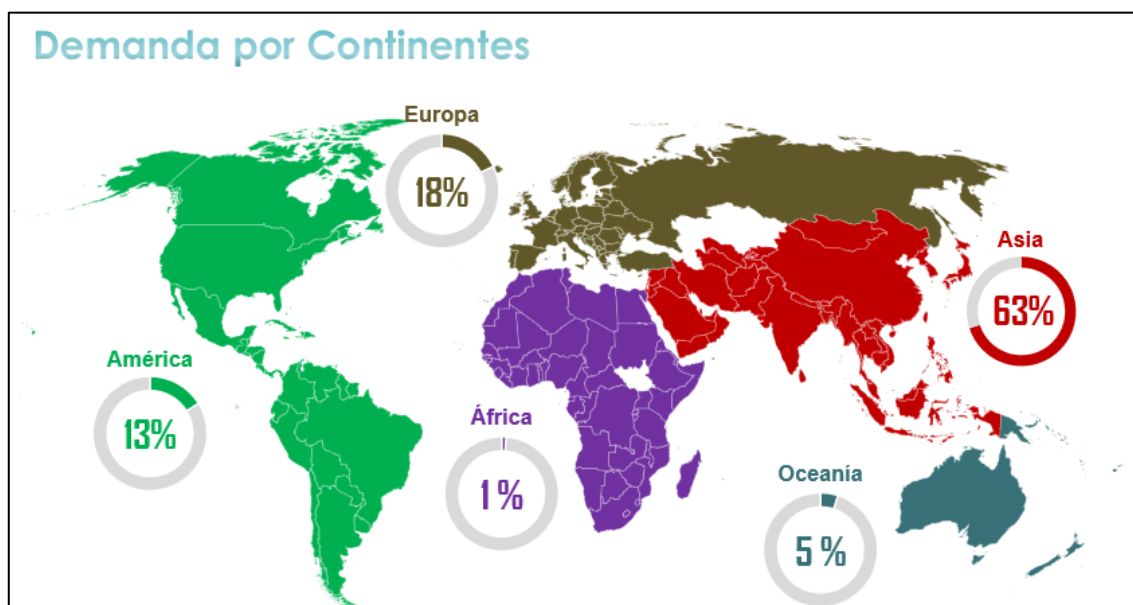 Demanda por Continentes
Europa
18%
Asia
63%
América
13%
África
1 %
Oceanía
5 %